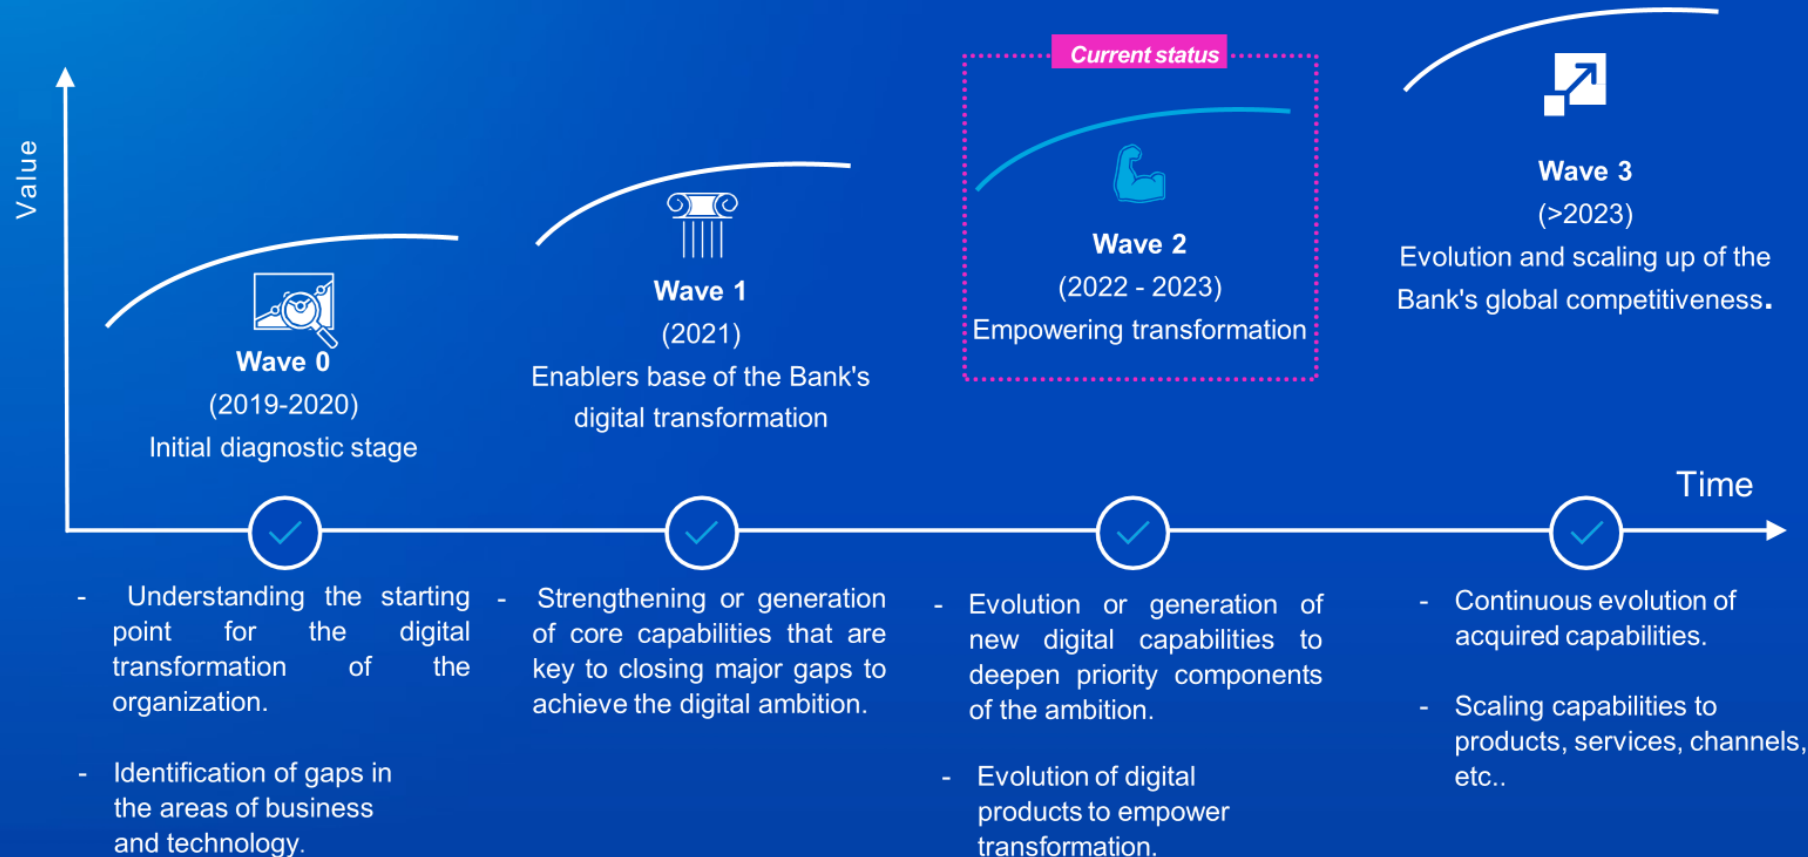 Value
Wave 0
(2019-2020)
Initial diagnostic stage
Wave 1
(2021)
Enablers base of the Bank's
digital transformation
Current status
Wave 2
(2022 - 2023)
Empowering transformation
Wave 3
(>2023)
Evolution and scaling up of the
Bank's global competitiveness.
Time
- Understanding the starting
point for the digital
transformation of the
organization.
- Identification of gaps in
the areas of business
and technology.
- Strengthening or generation
of core capabilities that are
key to closing major gaps to
achieve the digital ambition.
- Evolution or generation of
new digital capabilities to
deepen priority components
of the ambition.
- Evolution of digital
products to empower
transformation.
- Continuous evolution of
acquired capabilities.
- Scaling capabilities to
products, services, channels,
etc..